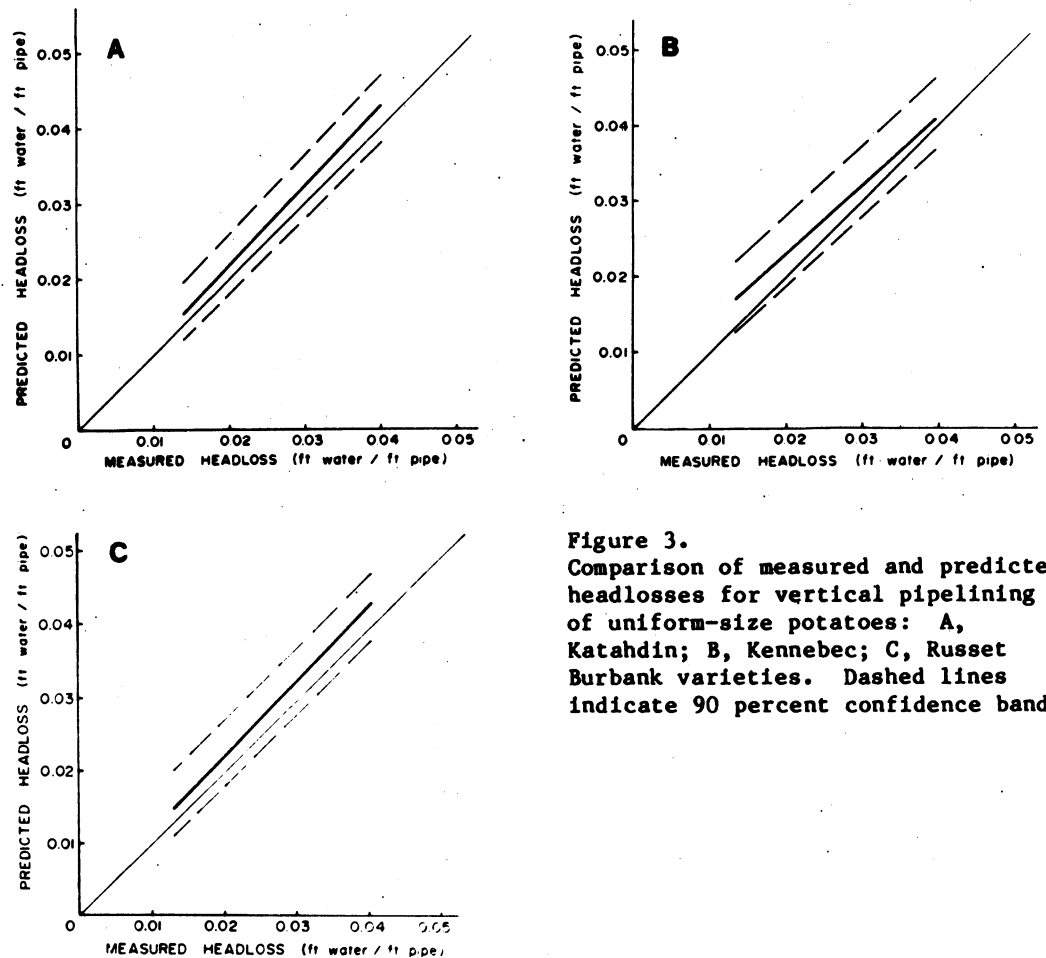 A
PREDICTED HEADLOSS (ft water / ft pipe)
0.05
0.04
0.03
0.02
0.01
0
0.01 0.02 0.03 0.04 0.05
MEASURED HEADLOSS (ft water / ft pipe)
B
PREDICTED HEADLOSS (ft water / ft pipe)
0.05
0.04
0.03
0.02
0.01
0
0.01 0.02 0.03 0.04 0.05
MEASURED HEADLOSS (ft water / ft pipe)
C
PREDICTED HEADLOSS (ft water / ft pipe)
0.05
0.04
0.03
0.02
0.01
0
0.01 0.02 0.03 0.04 0.05
MEASURED HEADLOSS (ft water / ft pipe)
Figure 3.
Comparison of measured and predicte
headlosses for vertical pipelining
of uniform-size potatoes: A,
Katahdin; B, Kennebec; C, Russet
Burbank varieties. Dashed lines
indicate 90 percent confidence band